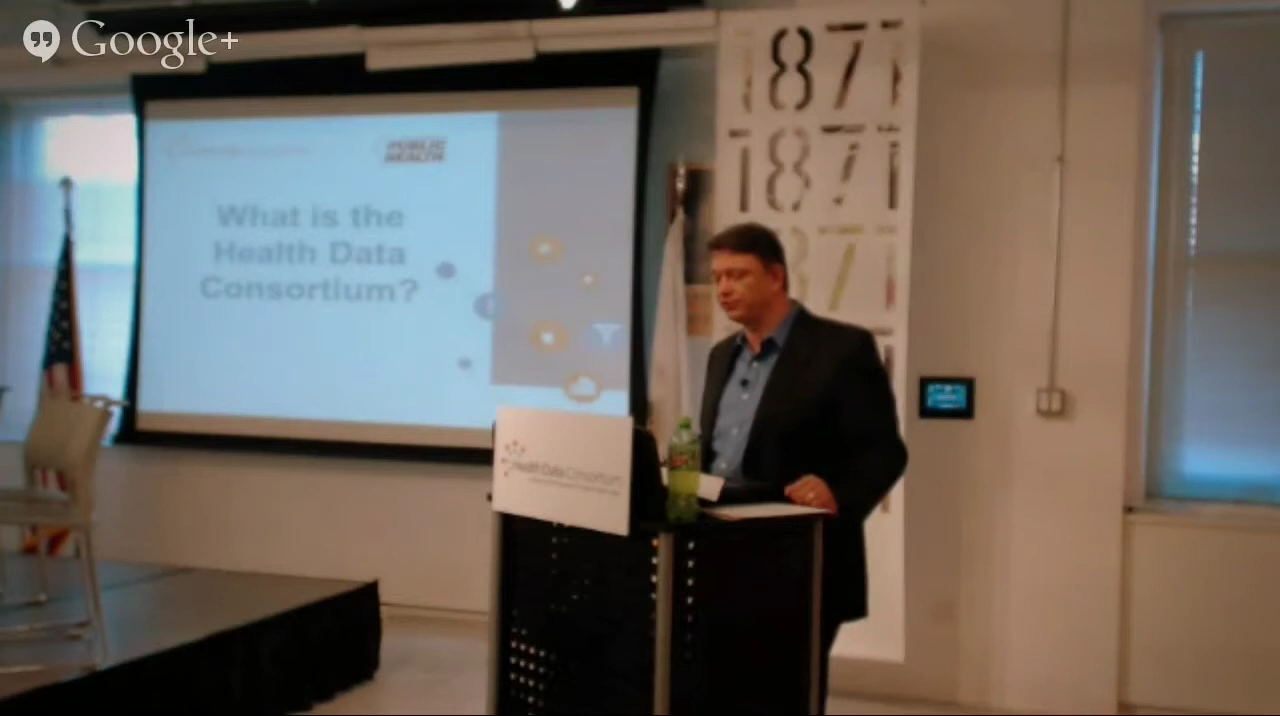 Google+
PUBLIC
HEALTH
What is the
Health Data
Consortium?
1871
1871
1871
Health Data Consortium